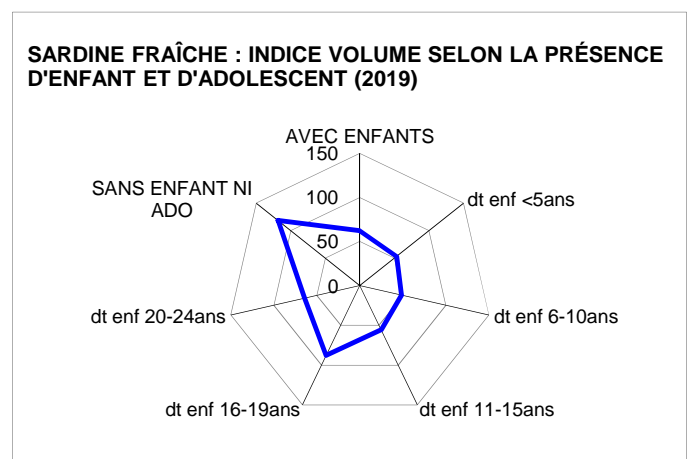 SARDINE FRAÎCHE : INDICE VOLUME SELON LA PRÉSENCE
D'ENFANT ET D'ADOLESCENT (2019)
AVEC ENFANTS
150
100
50
0
dt enf <5ans
dt enf 6-10ans
dt enf 11-15ans
dt enf 16-19ans
dt enf 20-24ans
SANS ENFANT NI
ADO